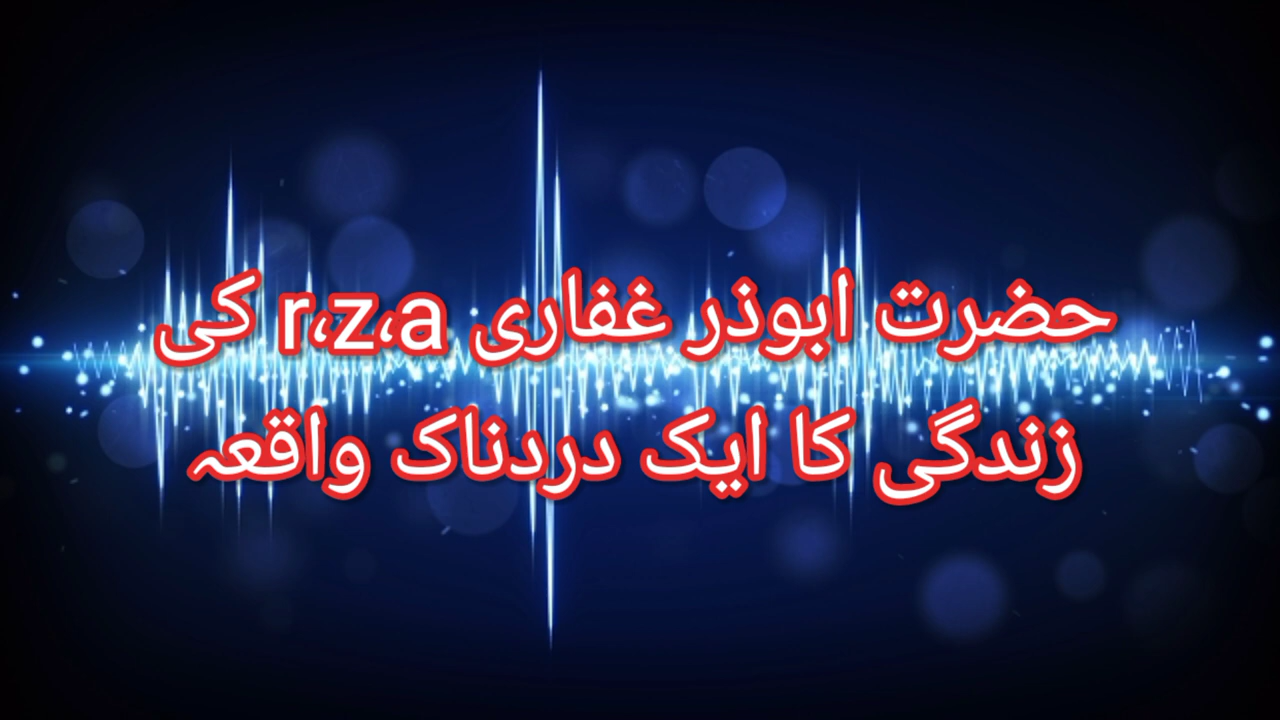 حضرت ابوذر غفاری r،z،a کی
زندگی کا ایک دردناک واقعہ